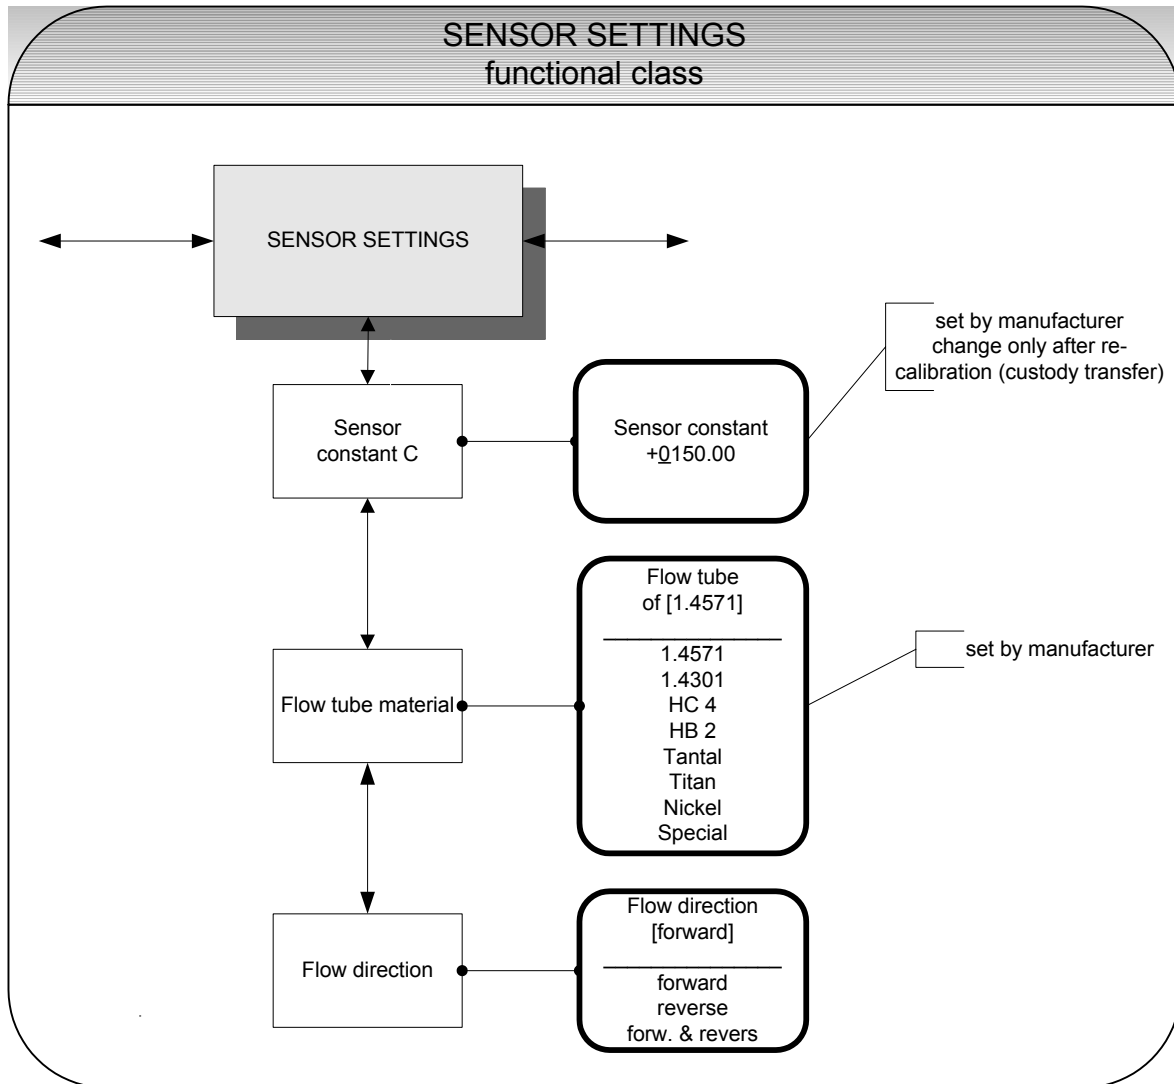 SENSOR SETTINGS
functional class
SENSOR SETTINGS
set by manufacturer
change only after re-
calibration (custody transfer)
Sensor
constant C
Sensor constant
+0150.00
Flow tube
of [1.4571]
1.4571
1.4301
HC 4
HB 2
Tantal
Titan
Nickel
Special
Flow tube material
set by manufacturer
Flow direction
Flow direction
[forward]
forward
reverse
forw. & revers